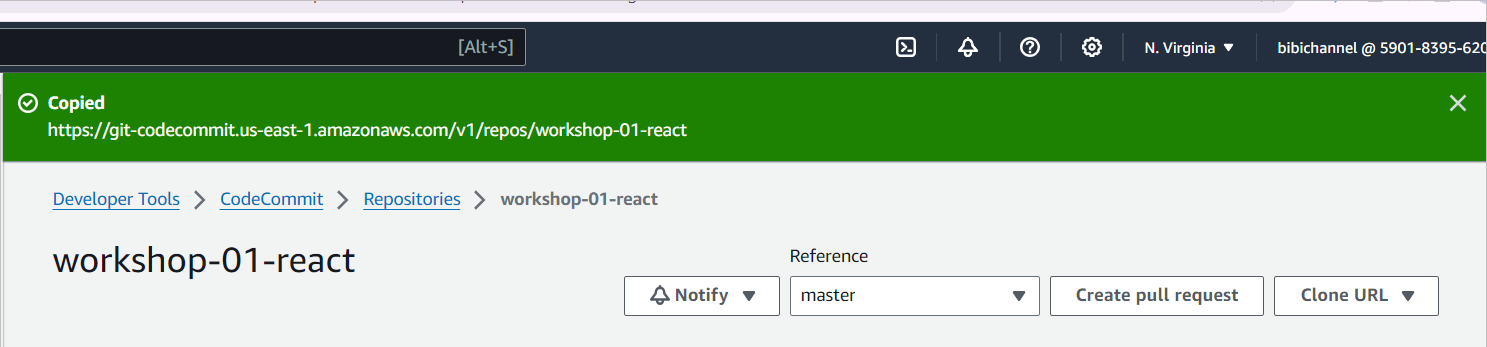 [Alt+S]
N. Virginia
bibichannel @ 5901-8395-620
Copied
https://git-codecommit.us-east-1.amazonaws.com/v1/repos/workshop-01-react
Developer Tools > CodeCommit > Repositories > workshop-01-react
workshop-01-react
Reference
Notify
master
Create pull request
Clone URL